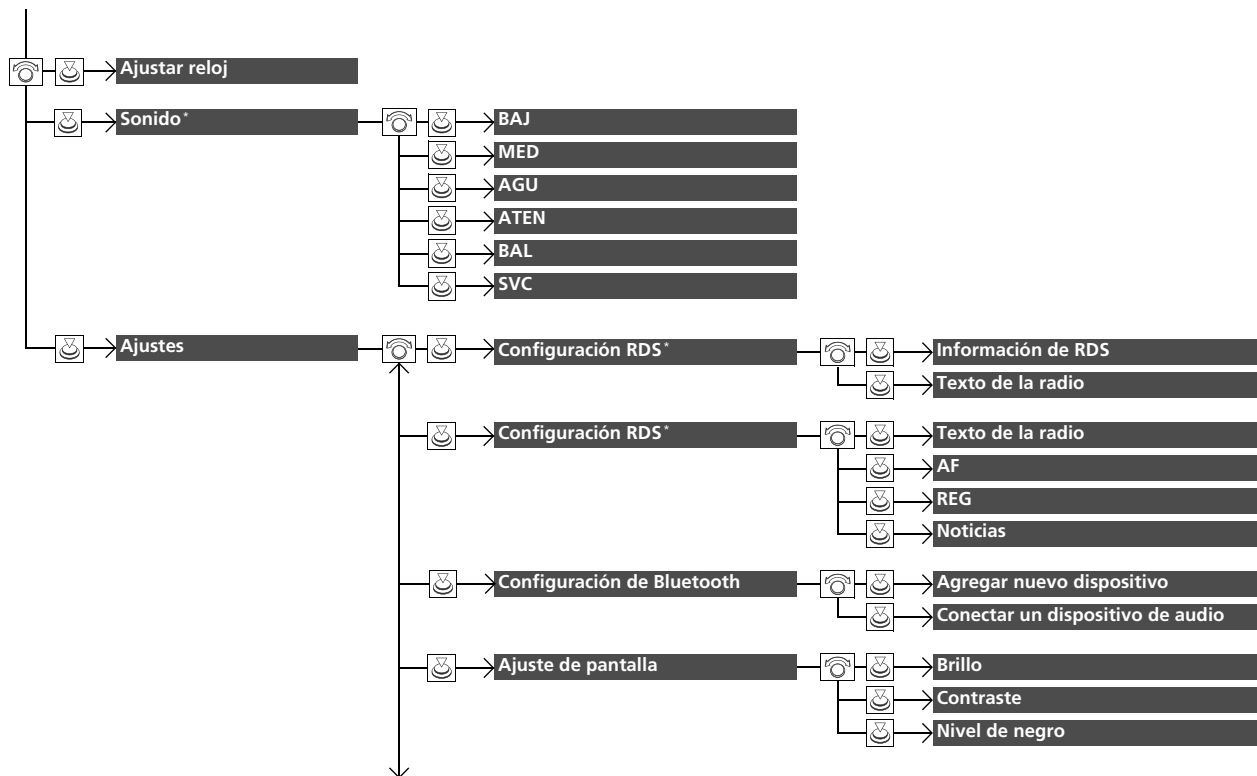 Ajustar reloj
Sonido*
BAJ
MED
AGU
ATEN
BAL
SVC
Ajustes
Configuración RDS*
Información de RDS
Texto de la radio
Configuración RDS*
Texto de la radio
AF
REG
Noticias
Configuración de Bluetooth
Agregar nuevo dispositivo
Conectar un dispositivo de audio
Ajuste de pantalla
Brillo
Contraste
Nivel de negro